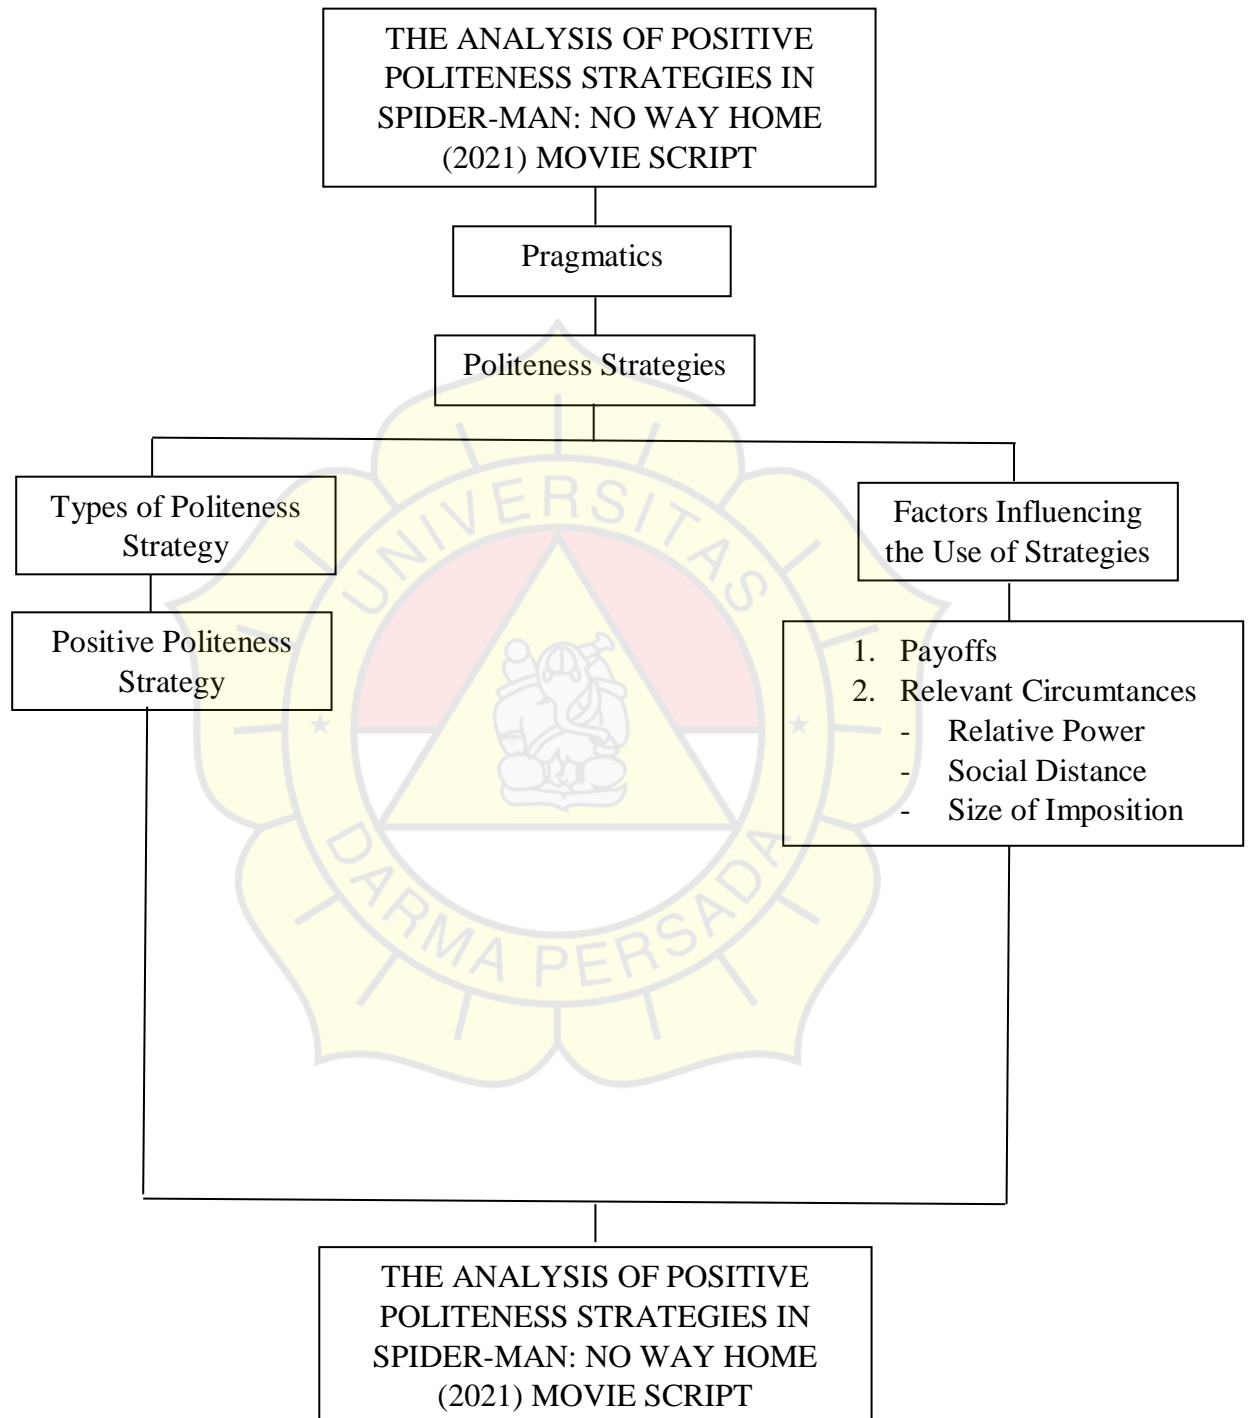 THE ANALYSIS OF POSITIVE
POLITENESS STRATEGIES IN
SPIDER-MAN: NO WAY HOME
(2021) MOVIE SCRIPT
Pragmatics
Politeness Strategies
Types of Politeness
Strategy
Positive Politeness
Strategy
Factors Influencing
the Use of Strategies
1. Payoffs
2. Relevant Circumtances
- Relative Power
- Social Distance
- Size of Imposition
UNIVERSITAS
DARMA PERSADA
THE ANALYSIS OF POSITIVE
POLITENESS STRATEGIES IN
SPIDER-MAN: NO WAY HOME
(2021) MOVIE SCRIPT